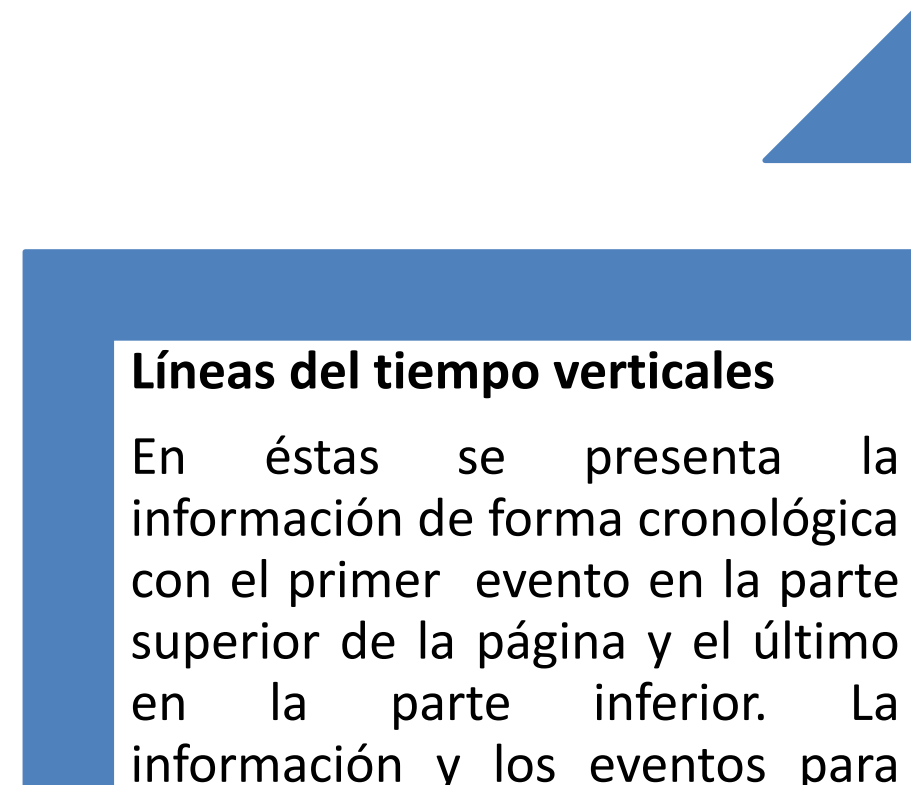 Líneas del tiempo verticales
En éstas se presenta la
información de forma cronológica
con el primer evento en la parte
superior de la página y el último
en la parte inferior. La
información y los eventos para